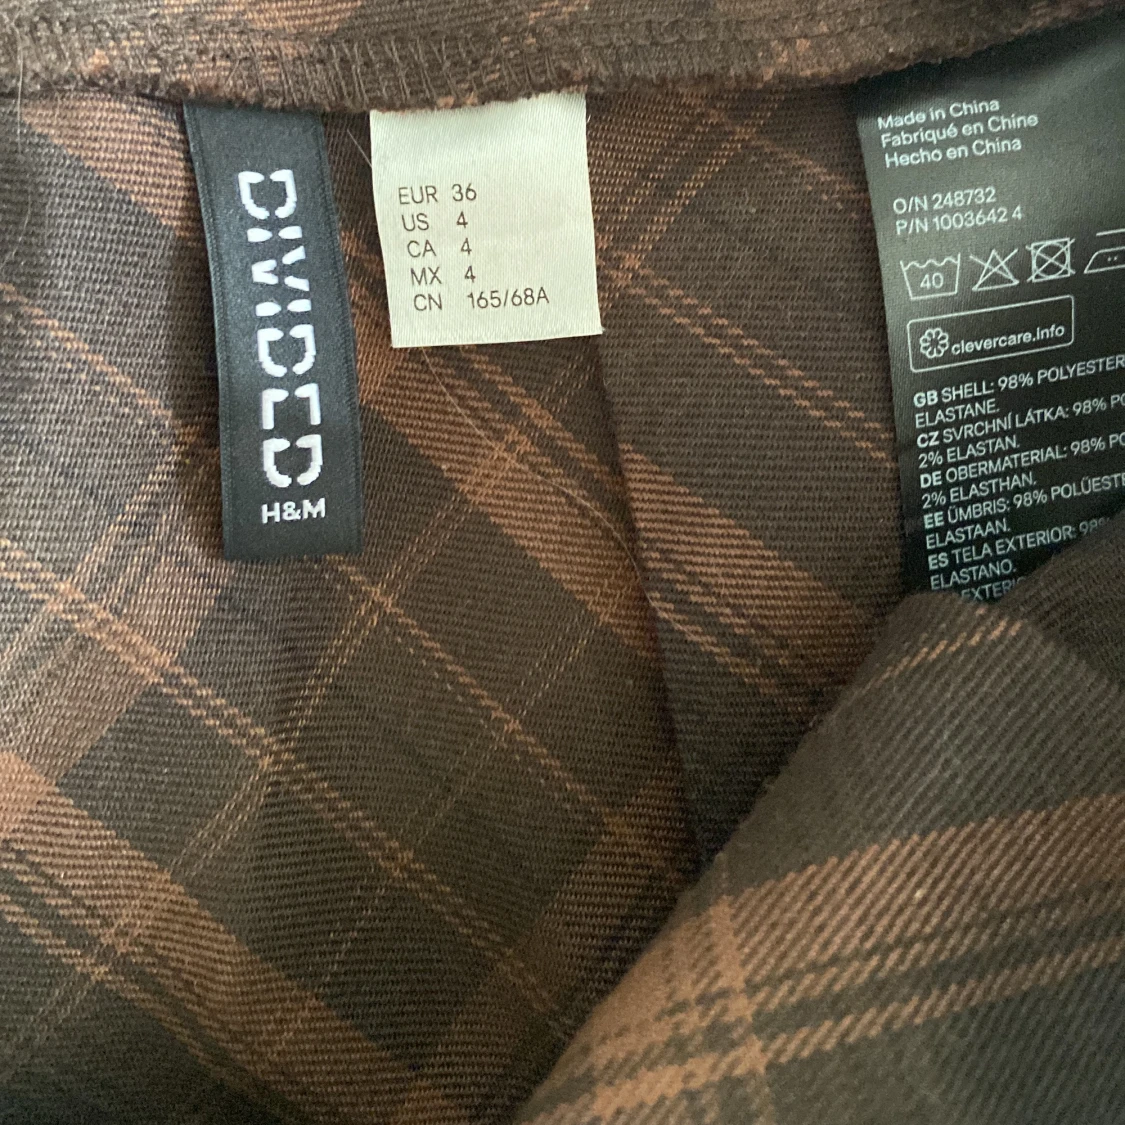 DIVIDED
H&M
EUR 36
US 4
CA 4
MX 4
CN 165/68A
Made in China
Fabriqué en Chine
Hecho en China
O/N 248732
P/N 1003642 4
40
clevercare.info
GB SHELL: 98% POLYESTER
ELASTANE.
CZ SVRCHNÍ LÁTKA: 98% PO
2% ELASTAN.
DE OBERMATERIAL: 98% PO
2% ELASTHAN.
EE ÜMBRIS: 98% POLÜESTE
ELASTAAN.
ES TELA EXTERIOR: 98%
ELASTANO.